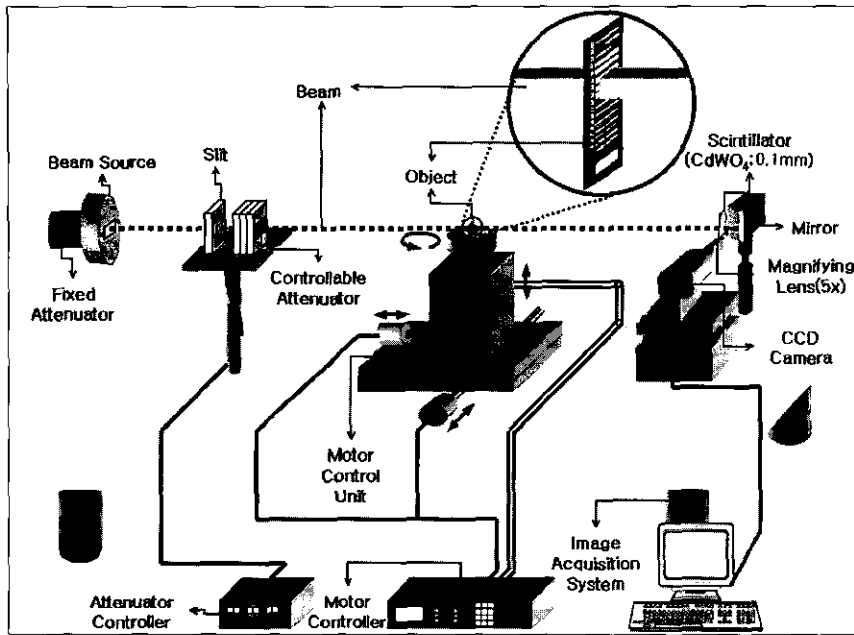 Beam
Scintillator
(CdWO₄:0.1mm)
Beam Source
Slit
Object
Mirror
Fixed
Attenuator
Controllable
Attenuator
Magnifying
Lens(5x)
CCD
Camera
Motor
Control
Unit
Image
Acquisition
System
Attenuator
Controller
Motor
Controller